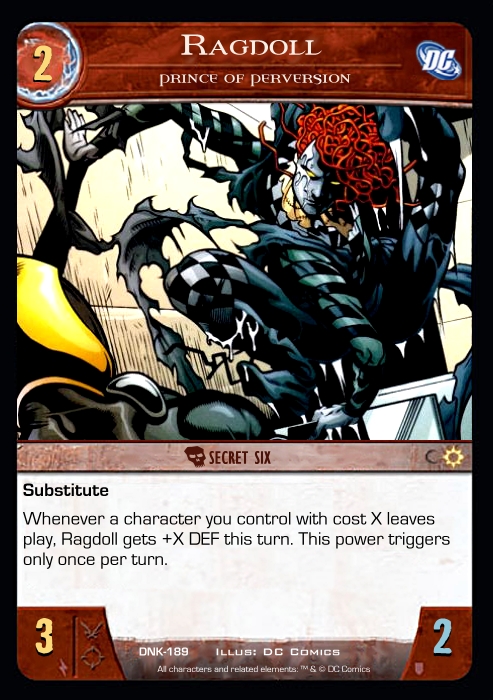 2
RAGDOLL
DC
PRINCE OF PERVERSION
SECRET SIX
C
Substitute
Whenever a character you control with cost X leaves
play, Ragdoll gets +X DEF this turn. This power triggers
only once per turn.
3
DNK-189 ILLUS: DC COMICS
2
All characters and related elements: ™ & © DC Comics